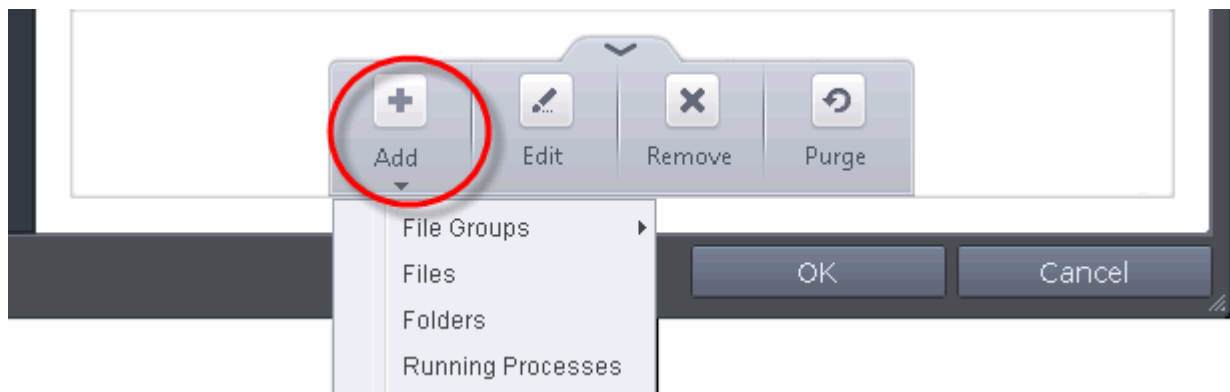 Add Edit Remove Purge
File Groups
OK Cancel
Files
Folders
Running Processes